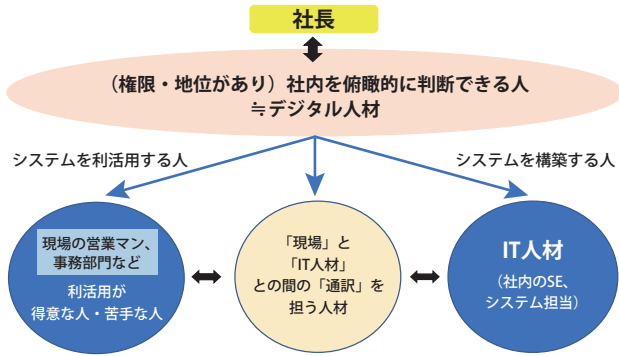 社長
（権限・地位があり）社内を俯瞰的に判断できる人
≒デジタル人材
システムを利活用する人
システムを構築する人
現場の営業マン、
事務部門など
利活用が
得意な人・苦手な人
「現場」と
「IT人材」
との間の「通訳」を
担う人材
IT人材
（社内のSE、
システム担当）